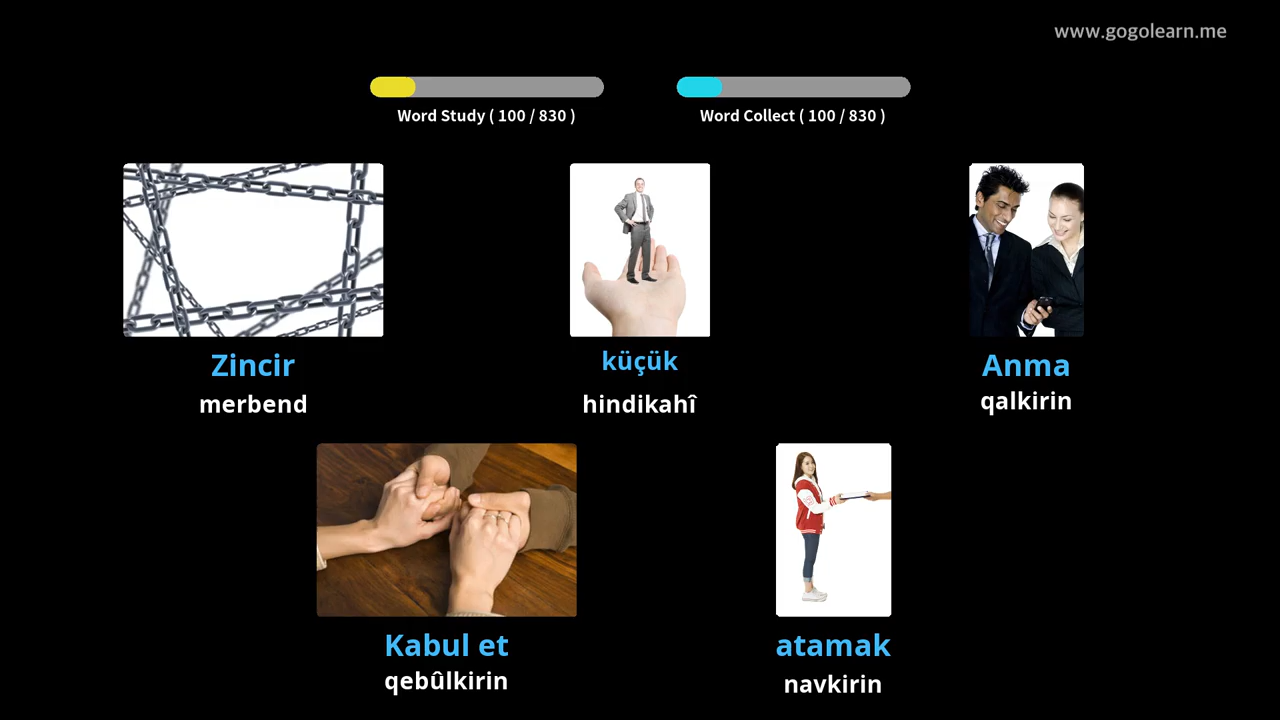 www.gogolearn.me
Word Study ( 100 / 830 )
Word Collect ( 100 / 830 )
Zincir
merbend
küçük
hindikahî
Anma
qalkirin
Kabul et
qebûlkirin
atamak
navkirin